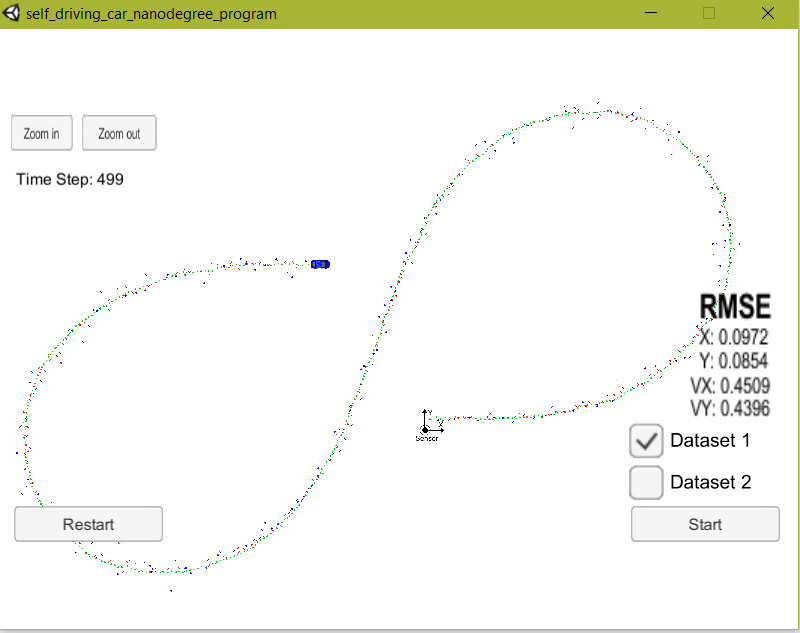 self_driving_car_nanodegree_program
Zoom in
Zoom out
Time Step: 499
RMSE
X: 0.0972
Y: 0.0854
VX: 0.4509
VY: 0.4396
Y
X
Sensor
Dataset 1
Dataset 2
Restart
Start